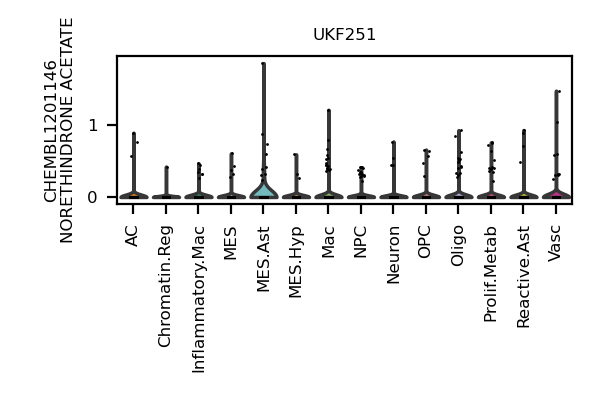 UKF251
CHEMBL1201146
NORETHINDRONE ACETATE
1
0
AC
Chromatin.Reg
Inflammatory.Mac
MES
MES.Ast
MES.Hyp
Mac
NPC
Neuron
OPC
Oligo
Prolif.Metab
Reactive.Ast
Vasc